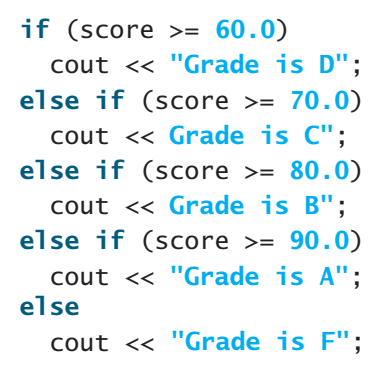 if (score >= 60.0)
  cout << "Grade is D";
else if (score >= 70.0)
  cout << Grade is C";
else if (score >= 80.0)
  cout << Grade is B";
else if (score >= 90.0)
  cout << "Grade is A";
else
  cout << "Grade is F";